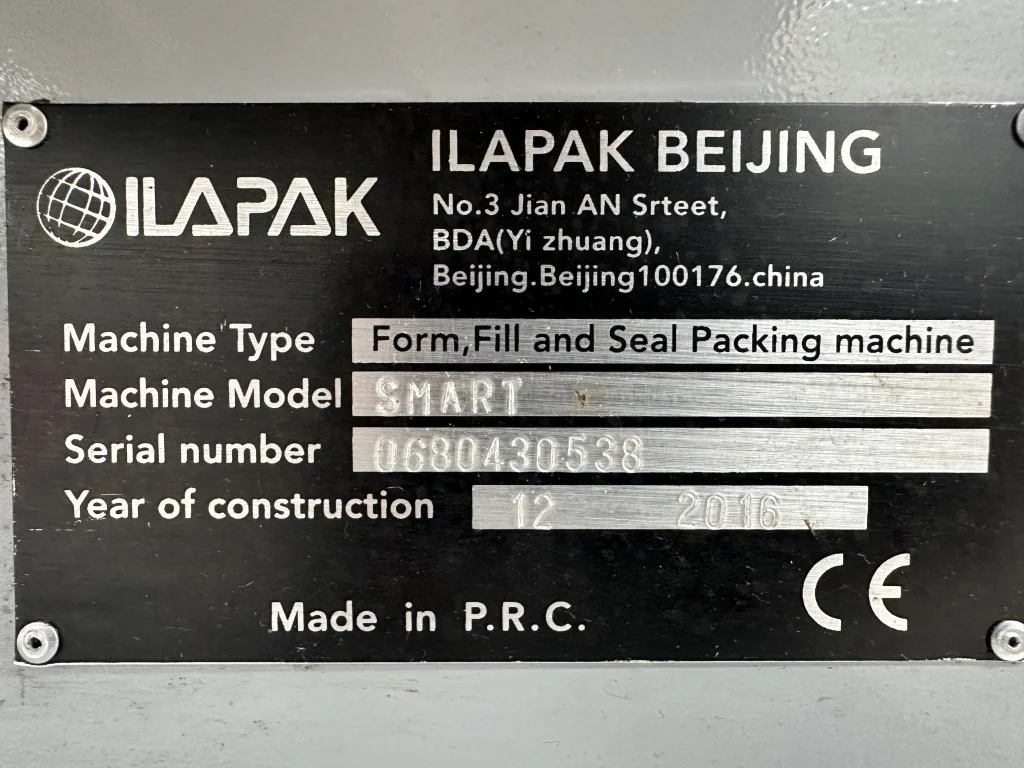 ILAPAK
ILAPAK BEIJING
No.3 Jian AN Srteet,
BDA(Yi zhuang),
Beijing.Beijing100176.china
Machine Type Form,Fill and Seal Packing machine
Machine Model SMART
Serial number 0680430538
Year of construction 12 2016
Made in P.R.C.
CE